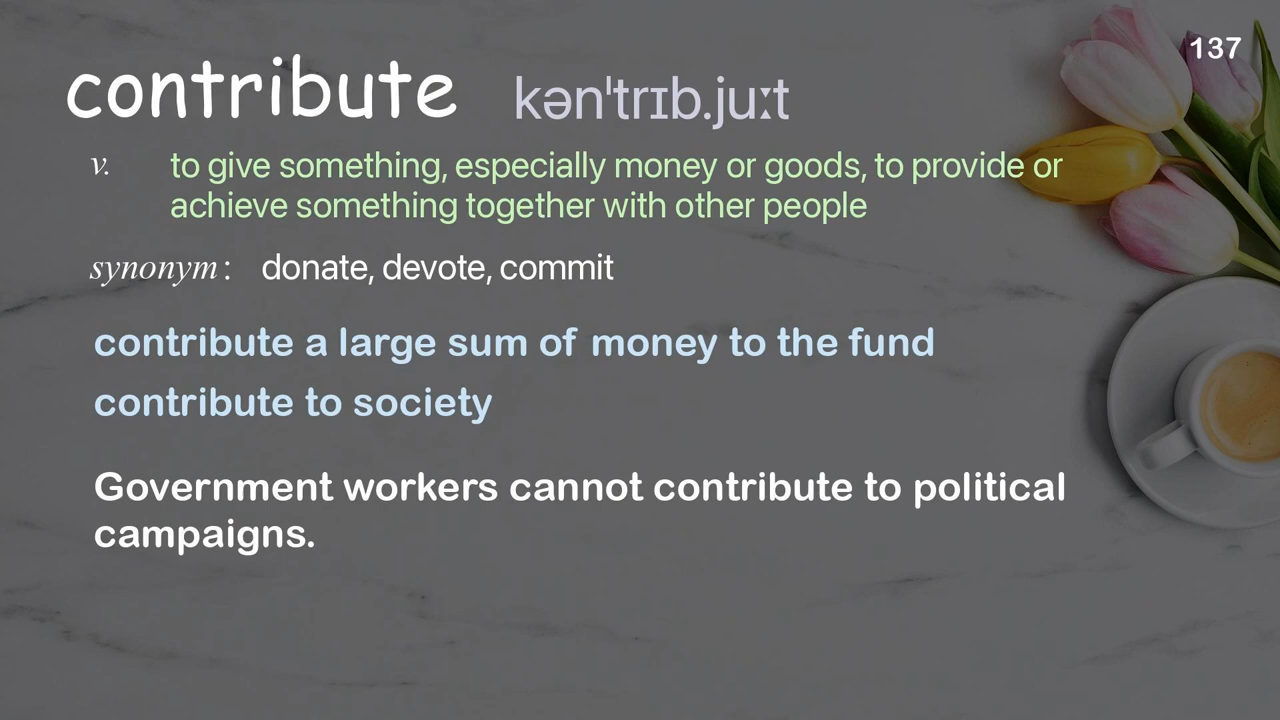 137
contribute kən'trɪb.juːt
v. to give something, especially money or goods, to provide or
achieve something together with other people
synonym: donate, devote, commit
contribute a large sum of money to the fund
contribute to society
Government workers cannot contribute to political
campaigns.